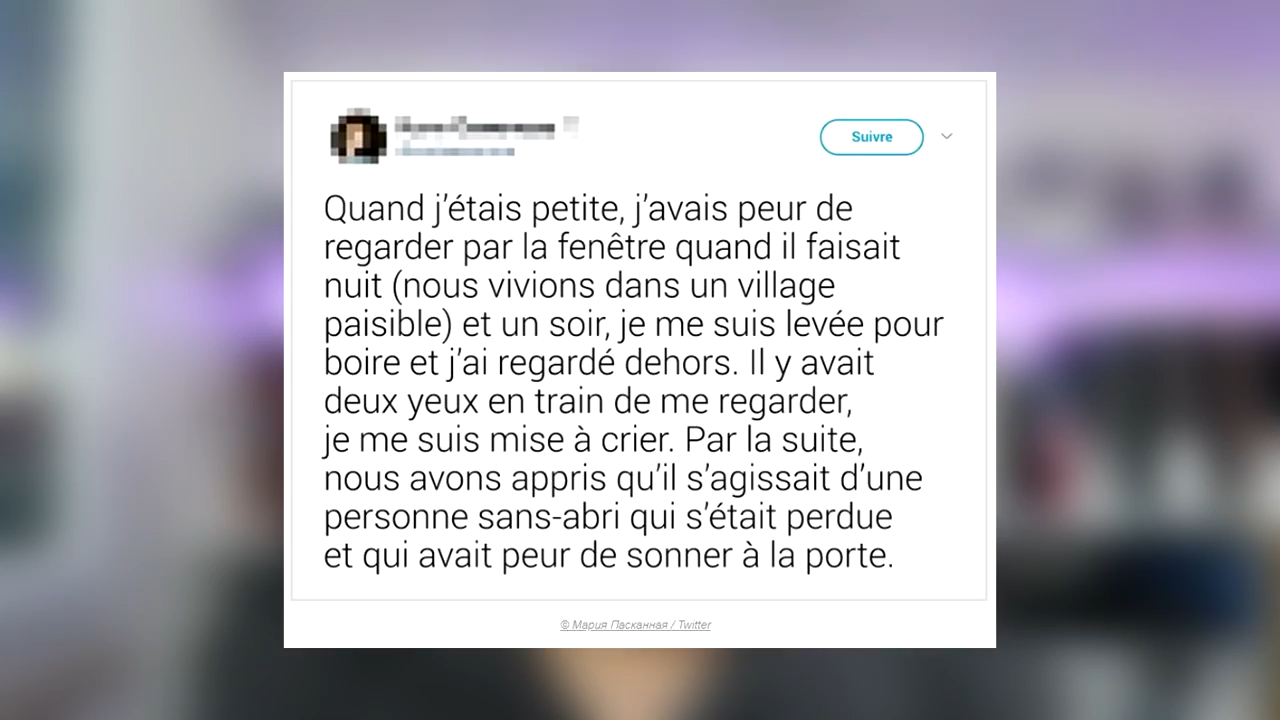 Suivre
Quand j’étais petite, j’avais peur de
regarder par la fenêtre quand il faisait
nuit (nous vivions dans un village
paisible) et un soir, je me suis levée pour
boire et j’ai regardé dehors. Il y avait
deux yeux en train de me regarder,
je me suis mise à crier. Par la suite,
nous avons appris qu’il s’agissait d’une
personne sans-abri qui s’était perdue
et qui avait peur de sonner à la porte.
© Мария Пасканная / Twitter